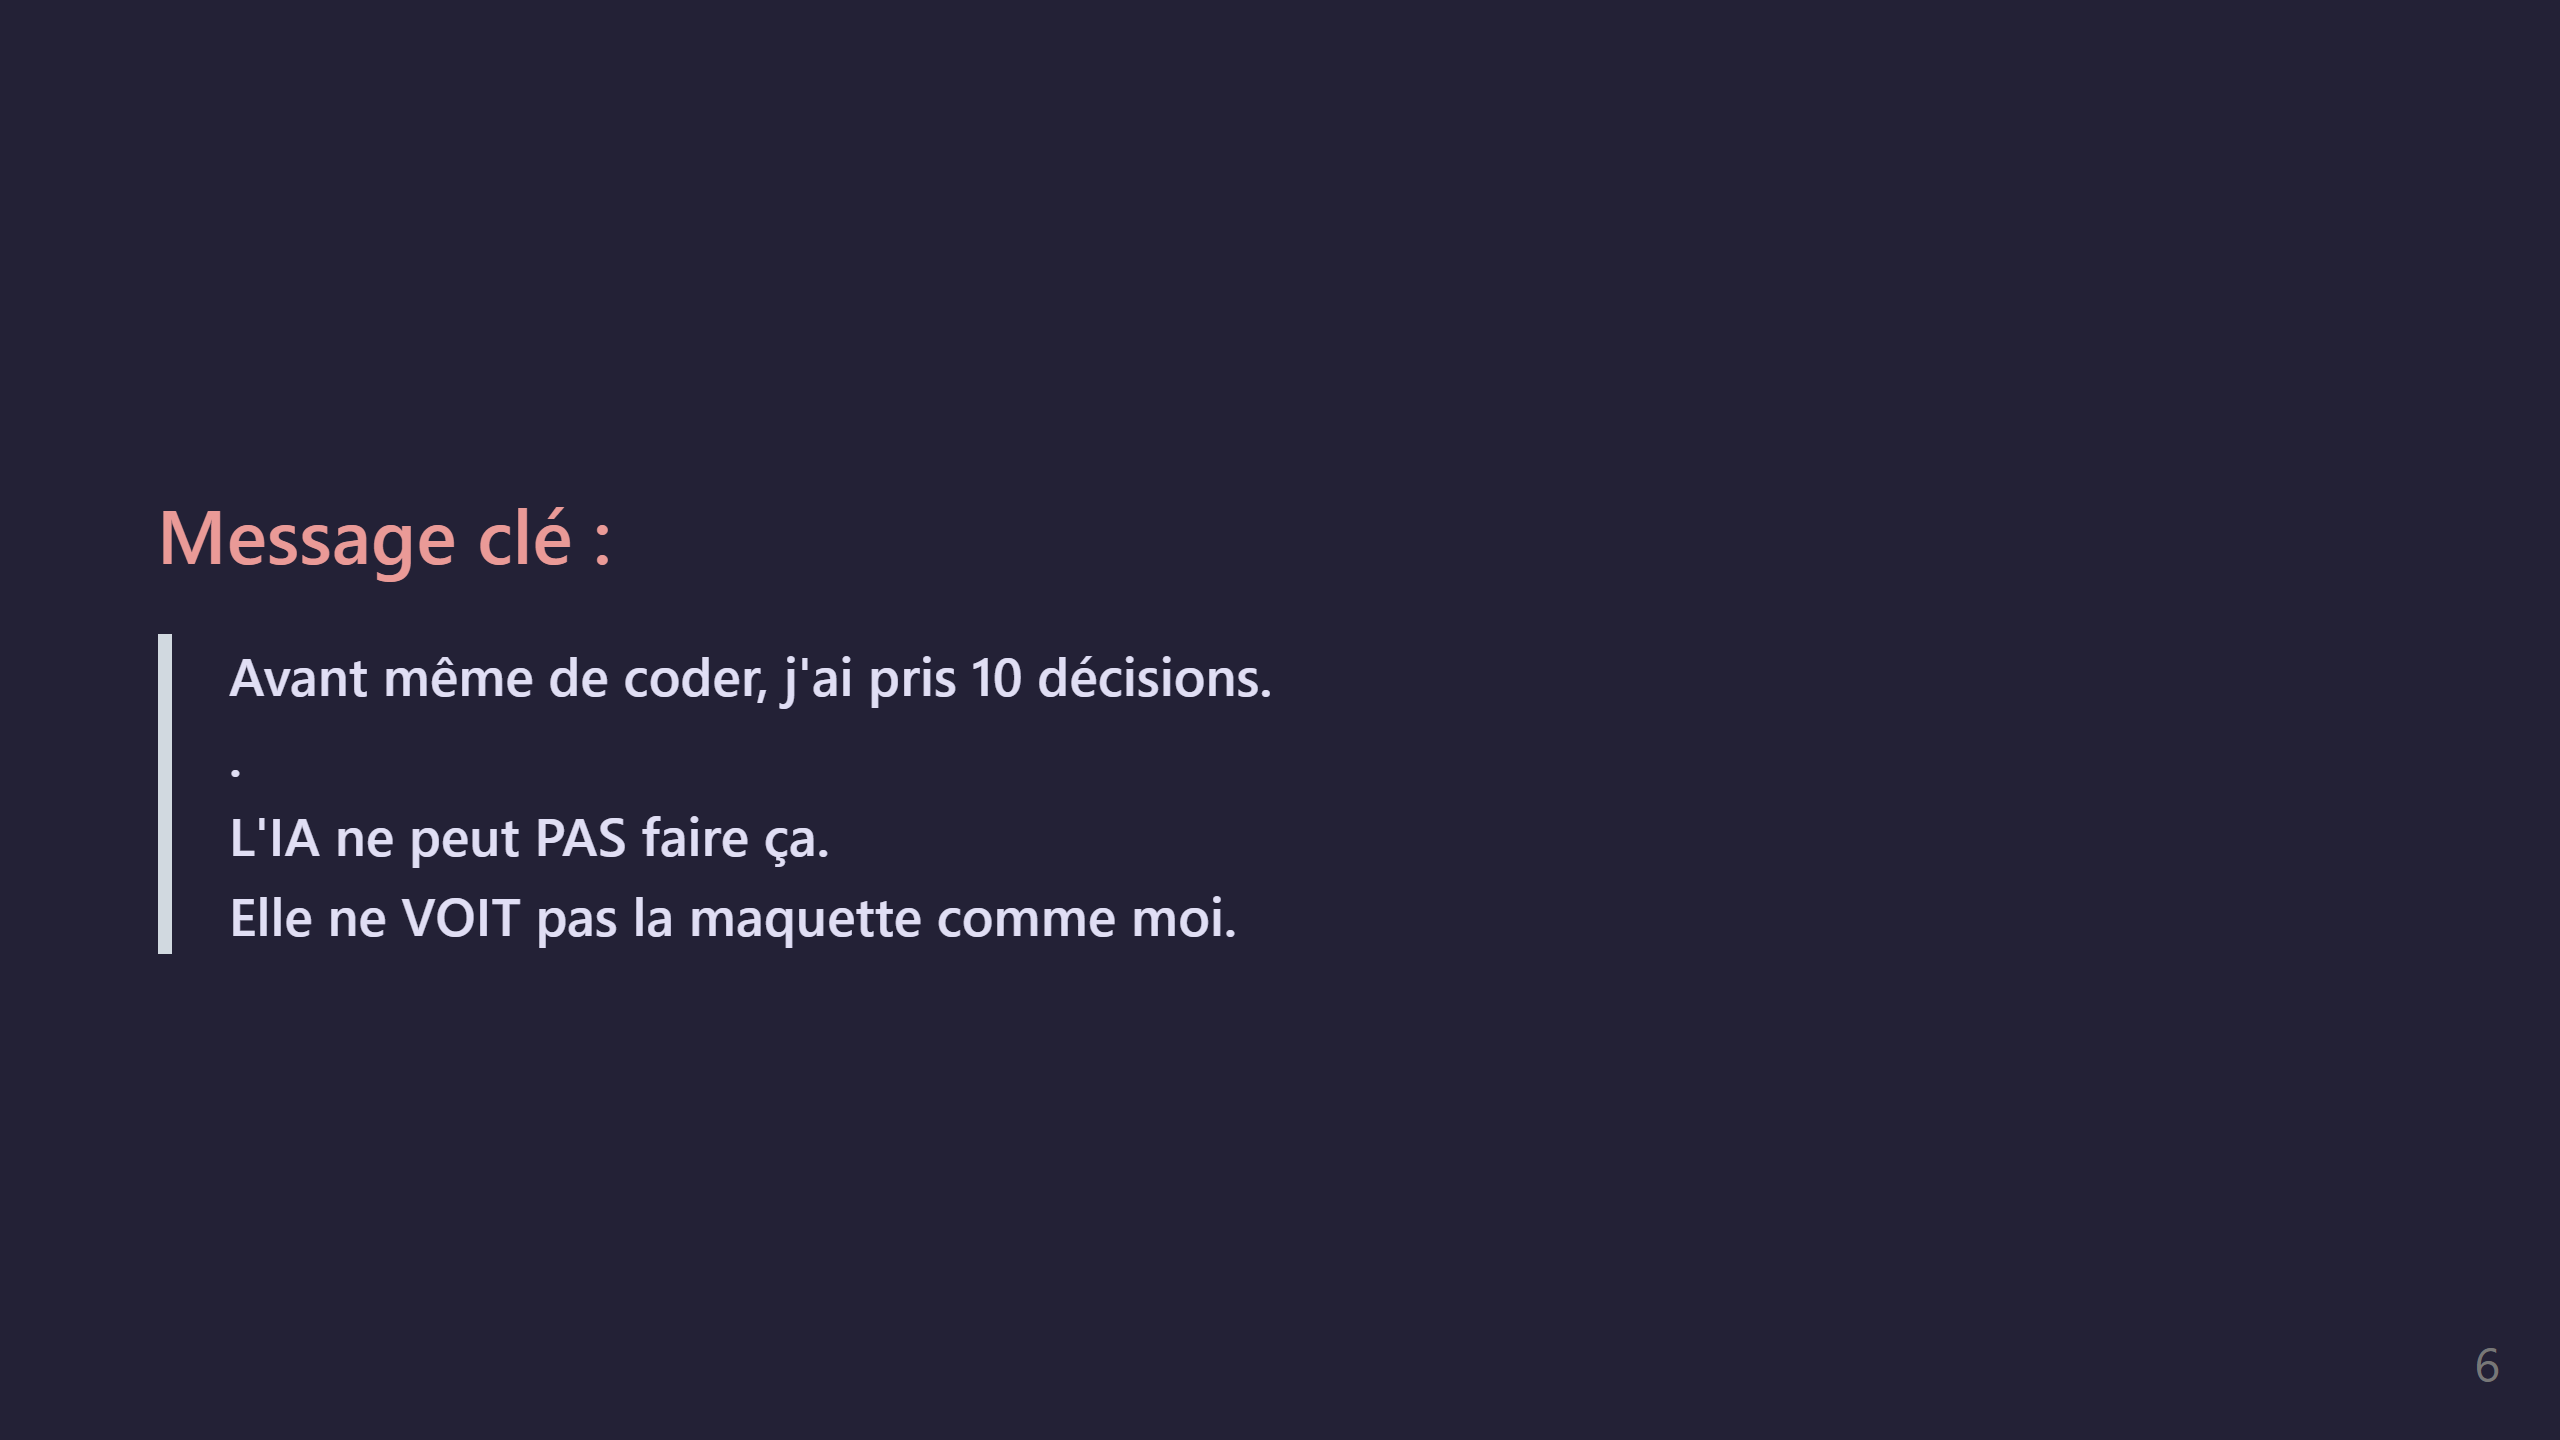 Message clé :
Avant même de coder, j'ai pris 10 décisions.
.
L'IA ne peut PAS faire ça.
Elle ne VOIT pas la maquette comme moi.
6